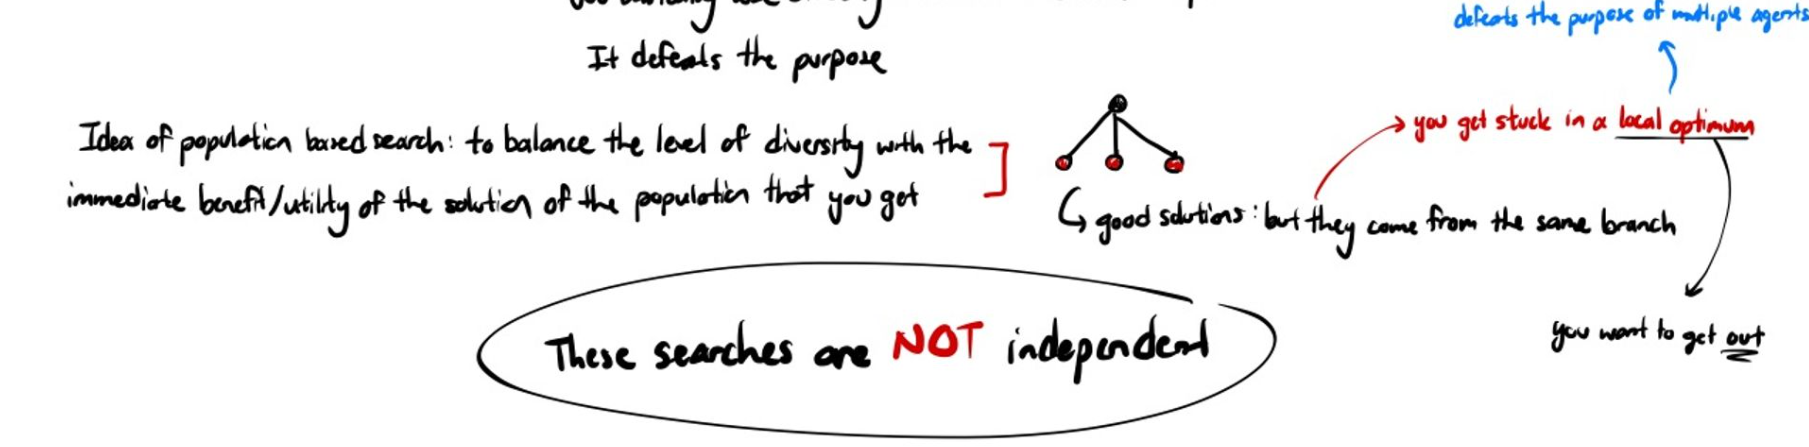 defeats the purpose of multiple agents
It defeats the purpose
you get stuck in a local optimum
Idea of population based search: to balance the level of diversity with the
immediate benefit/utility of the solution of the population that you get
good solutions: but they come from the same branch
These searches are NOT independent
you want to get out